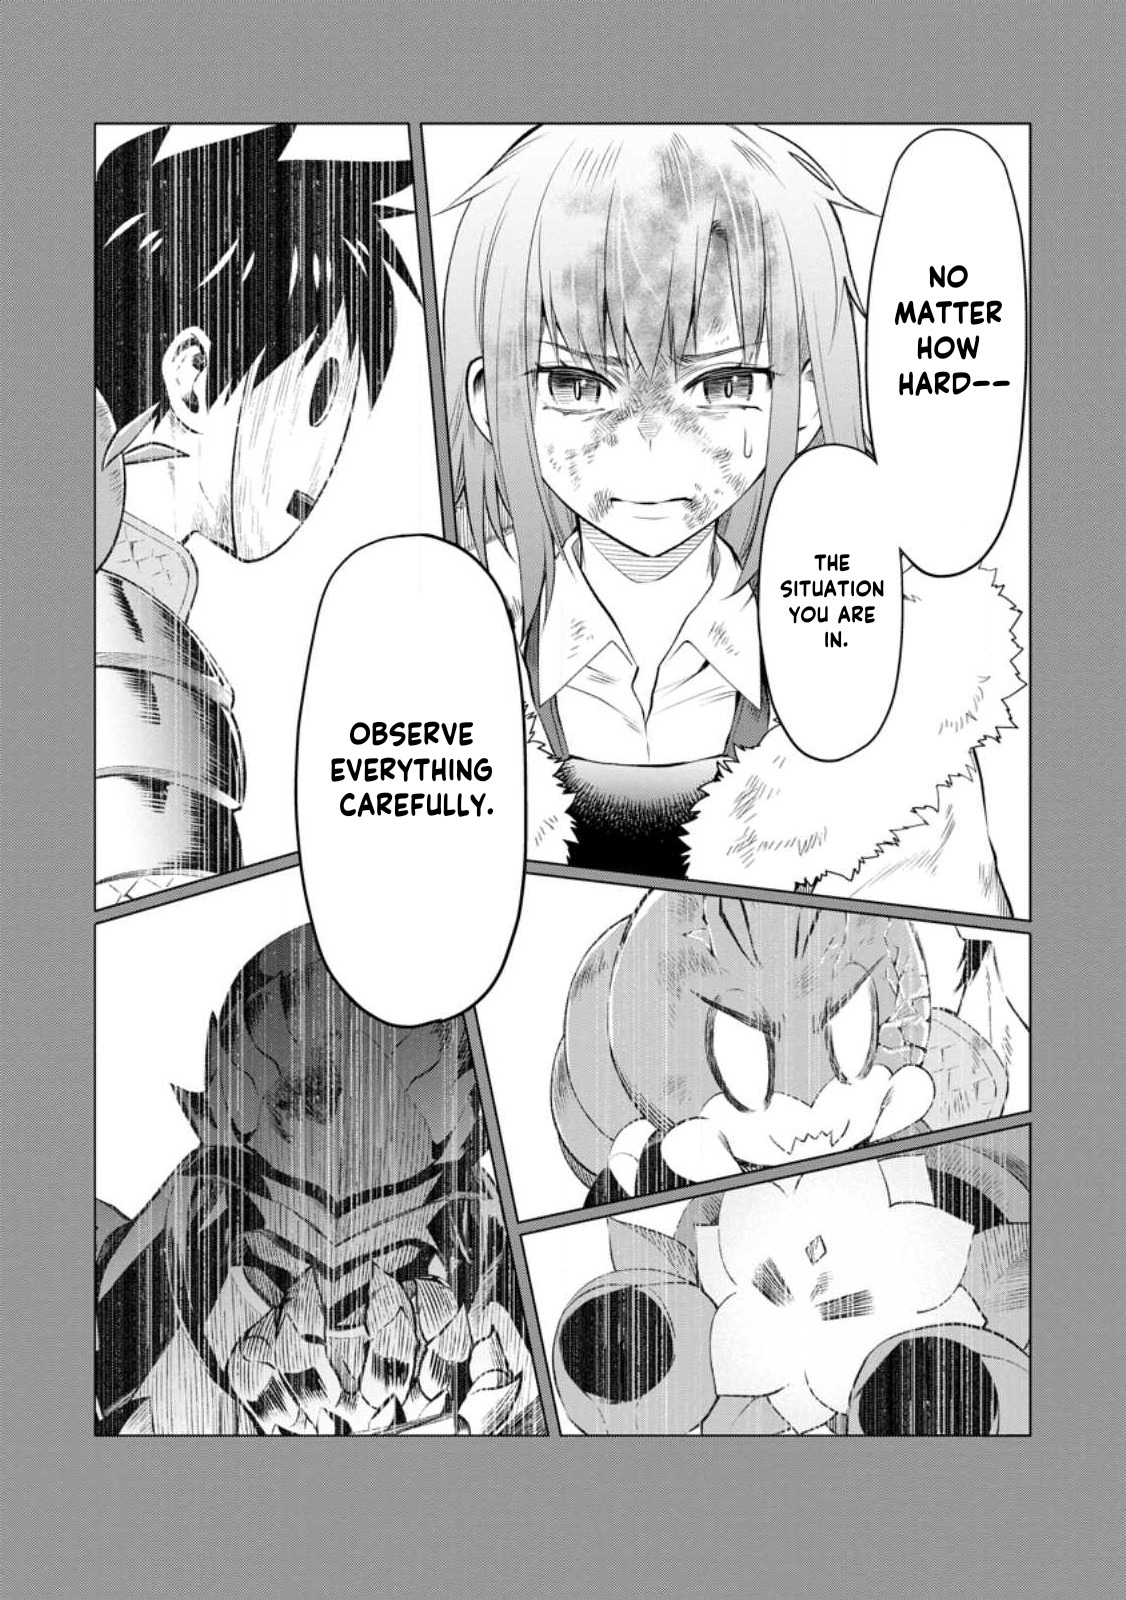 NO
MATTER
HOW
HARD--
THE
SITUATION
YOU ARE
IN.
OBSERVE
EVERYTHING
CAREFULLY.